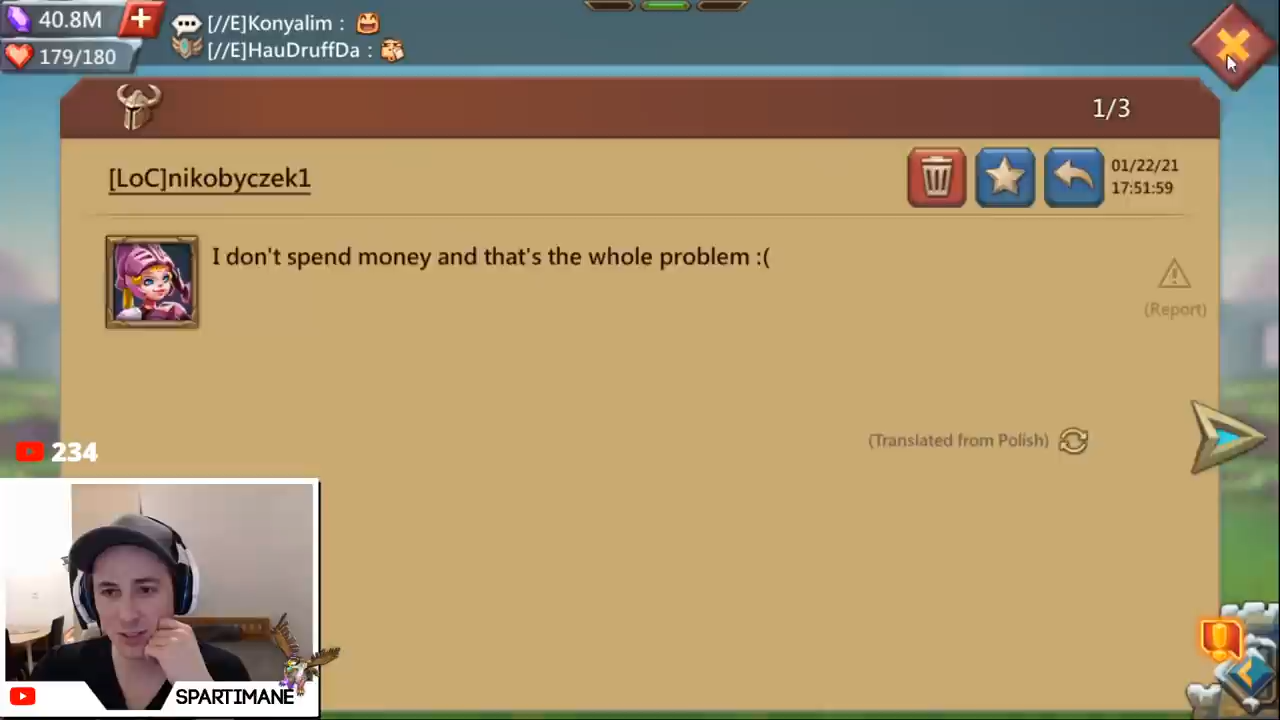 40.8M
[//E]Konyalim :
179/180
[//E]HauDruffDa :
1/3
[LoC]nikobyczek1
01/22/21
17:51:59
I don't spend money and that's the whole problem :(
(Report)
(Translated from Polish)
234
SPARTIMANE